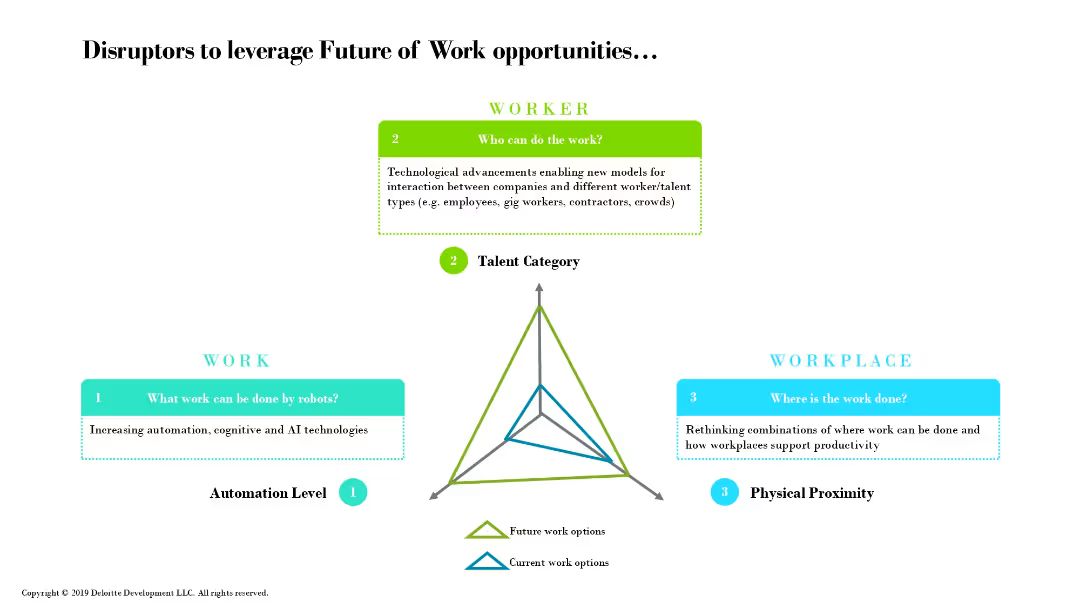 Disruptors to leverage Future of Work opportunities...
WORKER
2 Who can do the work?
Technological advancements enabling new models for
interaction between companies and different worker/talent
types (e.g. employees, gig workers, contractors, crowds)
2 Talent Category
WORK
1 What work can be done by robots?
Increasing automation, cognitive and AI technologies
Automation Level 1
WORKPLACE
3 Where is the work done?
Rethinking combinations of where work can be done and
how workplaces support productivity
3 Physical Proximity
Future work options
Current work options
Copyright © 2019 Deloitte Development LLC. All rights reserved.